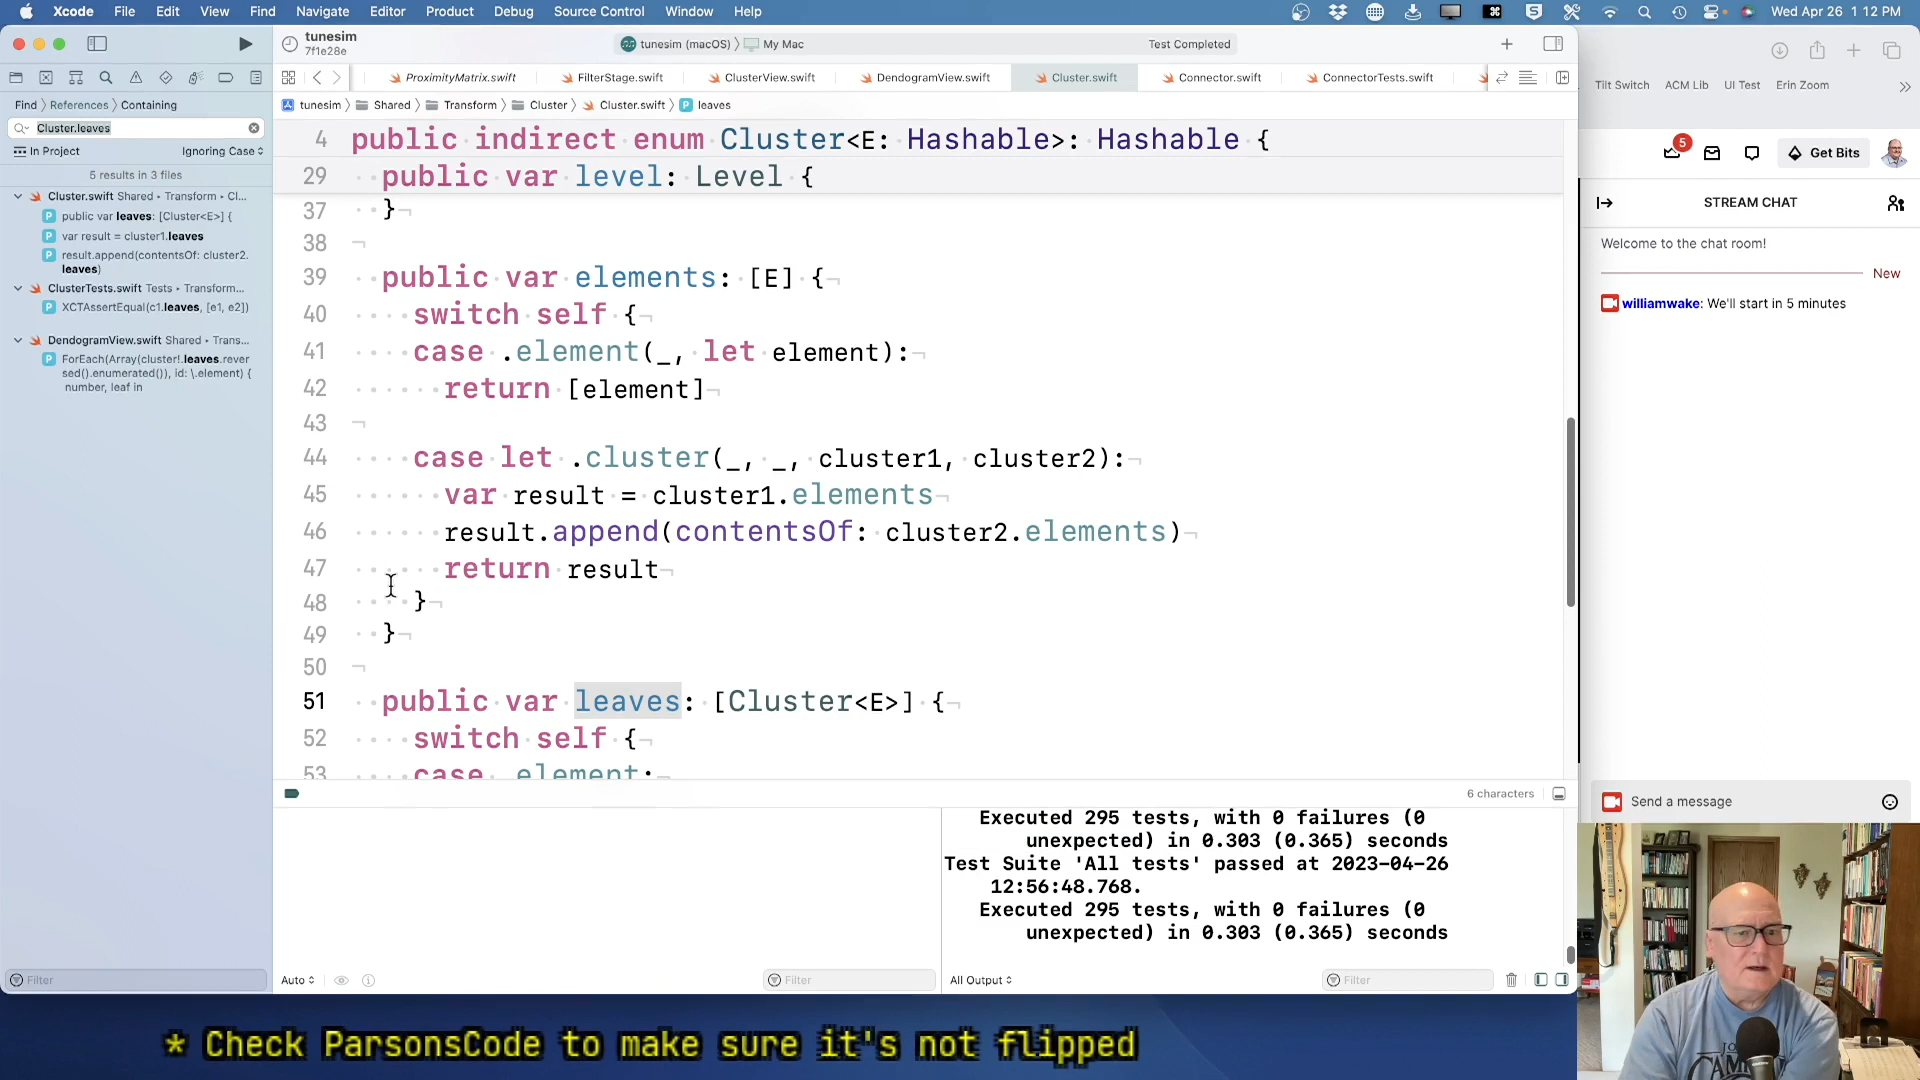 Xcode File Edit View Find Navigate Editor Product Debug Source Control Window Help
Wed Apr 26 1 12 PM
tunesim
7f1e28e
tunesim (macOS) My Mac
Test Completed
ProximityMatrix.swift FilterStage.swift ClusterView.swift DendogramView.swift Cluster.swift Connector.swift ConnectorTests.swift
tunesim Shared Transform Cluster Cluster.swift leaves
Find References Containing
Cluster.leaves
In Project Ignoring Case
5 results in 3 files
Cluster.swift Shared ▸ Transform ▸ Cl...
public var leaves: [Cluster<E>] {
var result = cluster1.leaves
result.append(contentsOf: cluster2.
leaves)
ClusterTests.swift Tests ▸ Transform...
XCTAssertEqual(c1.leaves, [e1, e2])
DendogramView.swift Shared ▸ Trans...
ForEach(Array(cluster!.leaves.rever
sed().enumerated()), id: \.element) {
number, leaf in
Filter
4 public indirect enum Cluster<E: Hashable>: Hashable {
29 public var level: Level {
37 }
38
39 public var elements: [E] {
40 switch self {
41 case .element(_, let element):
42 return [element]
43
44 case let .cluster(_, _, cluster1, cluster2):
45 var result = cluster1.elements
46 result.append(contentsOf: cluster2.elements)
47 return result
48 }
49 }
50
51 public var leaves: [Cluster<E>] {
52 switch self {
53 case .element:
6 characters
Executed 295 tests, with 0 failures (0
unexpected) in 0.303 (0.365) seconds
Test Suite 'All tests' passed at 2023-04-26
12:56:48.768.
Executed 295 tests, with 0 failures (0
unexpected) in 0.303 (0.365) seconds
Auto Filter All Output Filter
Tilt Switch ACM Lib UI Test Erin Zoom
5
Get Bits
STREAM CHAT
Welcome to the chat room!
New
williamwake: We'll start in 5 minutes
Send a message
* Check ParsonsCode to make sure it's not flipped